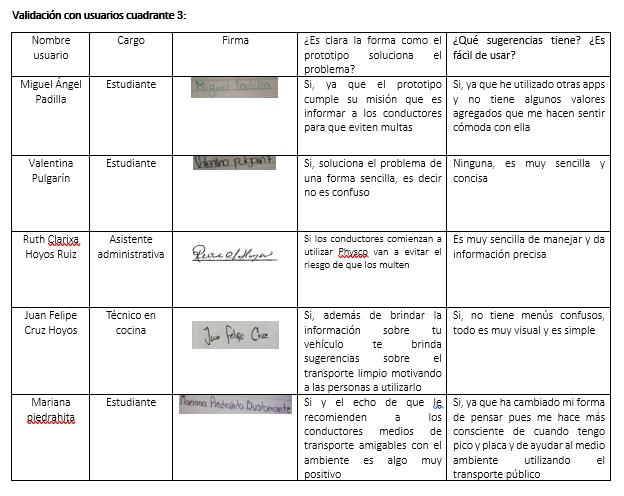 Validación con usuarios cuadrante 3:
Nombre usuario | Cargo | Firma | ¿Es clara la forma como el prototipo soluciona el problema? | ¿Qué sugerencias tiene? ¿Es fácil de usar?
Miguel Ángel Padilla | Estudiante | Miguel Padilla | Si, ya que el prototipo cumple su misión que es informar a los conductores para que eviten multas | Si, ya que he utilizado otras apps y no tiene algunos valores agregados que me hacen sentir cómoda con ella
Valentina Pulgarín | Estudiante | Valentina Pulgarin | Si, soluciona el problema de una forma sencilla, es decir no es confuso | Ninguna, es muy sencilla y concisa
Ruth Clarixa Hoyos Ruiz | Asistente administrativa | Si los conductores comienzan a utilizar Physco van a evitar el riesgo de que los multen | Es muy sencilla de manejar y da información precisa
Juan Felipe Cruz Hoyos | Técnico en cocina | Juan Felipe Cruz | Si, además de brindar la información sobre tu vehículo te brinda sugerencias sobre el transporte limpio motivando a las personas a utilizarlo | Si, no tiene menús confusos, todo es muy visual y es simple
Mariana piedrahita | Estudiante | Mariana Piedrahita Bustamante | Si y el echo de que le recomienden a los conductores medios de transporte amigables con el ambiente es algo muy positivo | Si, ya que ha cambiado mi forma de pensar pues me hace más consciente de cuando tengo pico y placa y de ayudar al medio ambiente utilizando el transporte público